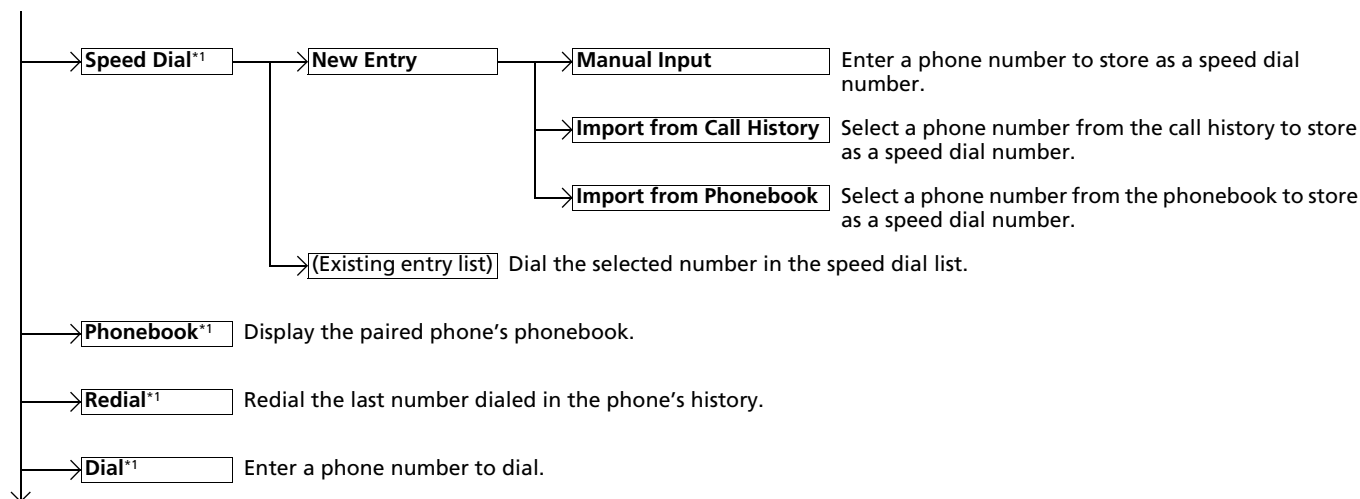 Speed Dial*1 New Entry Manual Input Enter a phone number to store as a speed dial
number.
Import from Call History Select a phone number from the call history to store
as a speed dial number.
Import from Phonebook Select a phone number from the phonebook to store
as a speed dial number.
(Existing entry list) Dial the selected number in the speed dial list.
Phonebook*1 Display the paired phone’s phonebook.
Redial*1 Redial the last number dialed in the phone’s history.
Dial*1 Enter a phone number to dial.